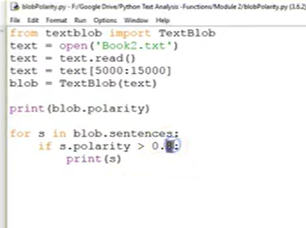 blobPolarity.py - F:/Google Drive/Python Text Analysis -Functions/Module 2/blobPolarity.py (3.6.2)
File Edit Format Run Options Window Help
from textblob import TextBlob
text = open('Book2.txt')
text = text.read()
text = text[5000:15000]
blob = TextBlob(text)
print(blob.polarity)
for s in blob.sentences:
if s.polarity > 0.8:
print(s)